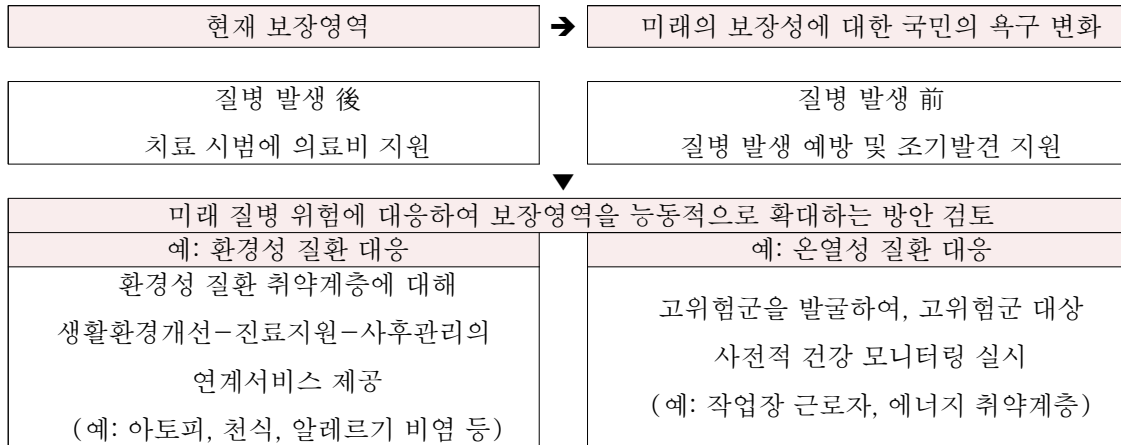 현재 보장영역 ➔ 미래의 보장성에 대한 국민의 욕구 변화
질병 발생 後
치료 시범에 의료비 지원
질병 발생 前
질병 발생 예방 및 조기발견 지원
▼
미래 질병 위험에 대응하여 보장영역을 능동적으로 확대하는 방안 검토
예: 환경성 질환 대응
환경성 질환 취약계층에 대해
생활환경개선-진료지원-사후관리의
연계서비스 제공
(예: 아토피, 천식, 알레르기 비염 등)
예: 온열성 질환 대응
고위험군을 발굴하여, 고위험군 대상
사전적 건강 모니터링 실시
(예: 작업장 근로자, 에너지 취약계층)